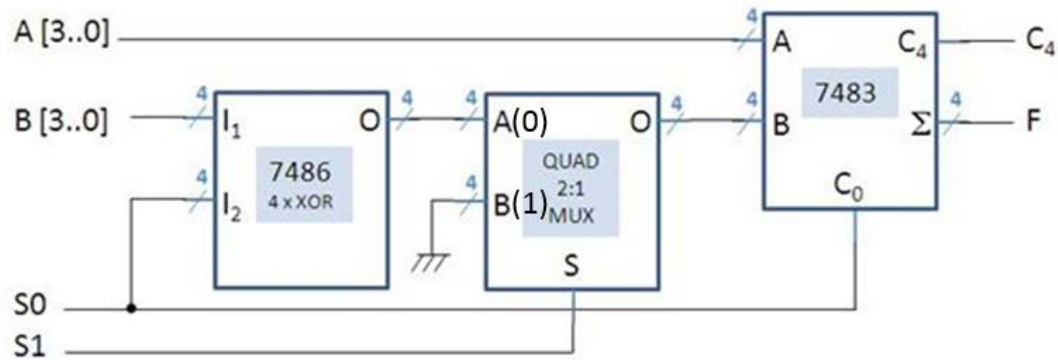 A [3..0]
4
A
C₄
C₄
7483
B [3..0]
4
I₁
O
4
4
A(0)
O
4
4
B
4
Σ
F
7486
4 x XOR
QUAD
2:1
MUX
4
I₂
4
B(1)
C₀
S
S0
S1